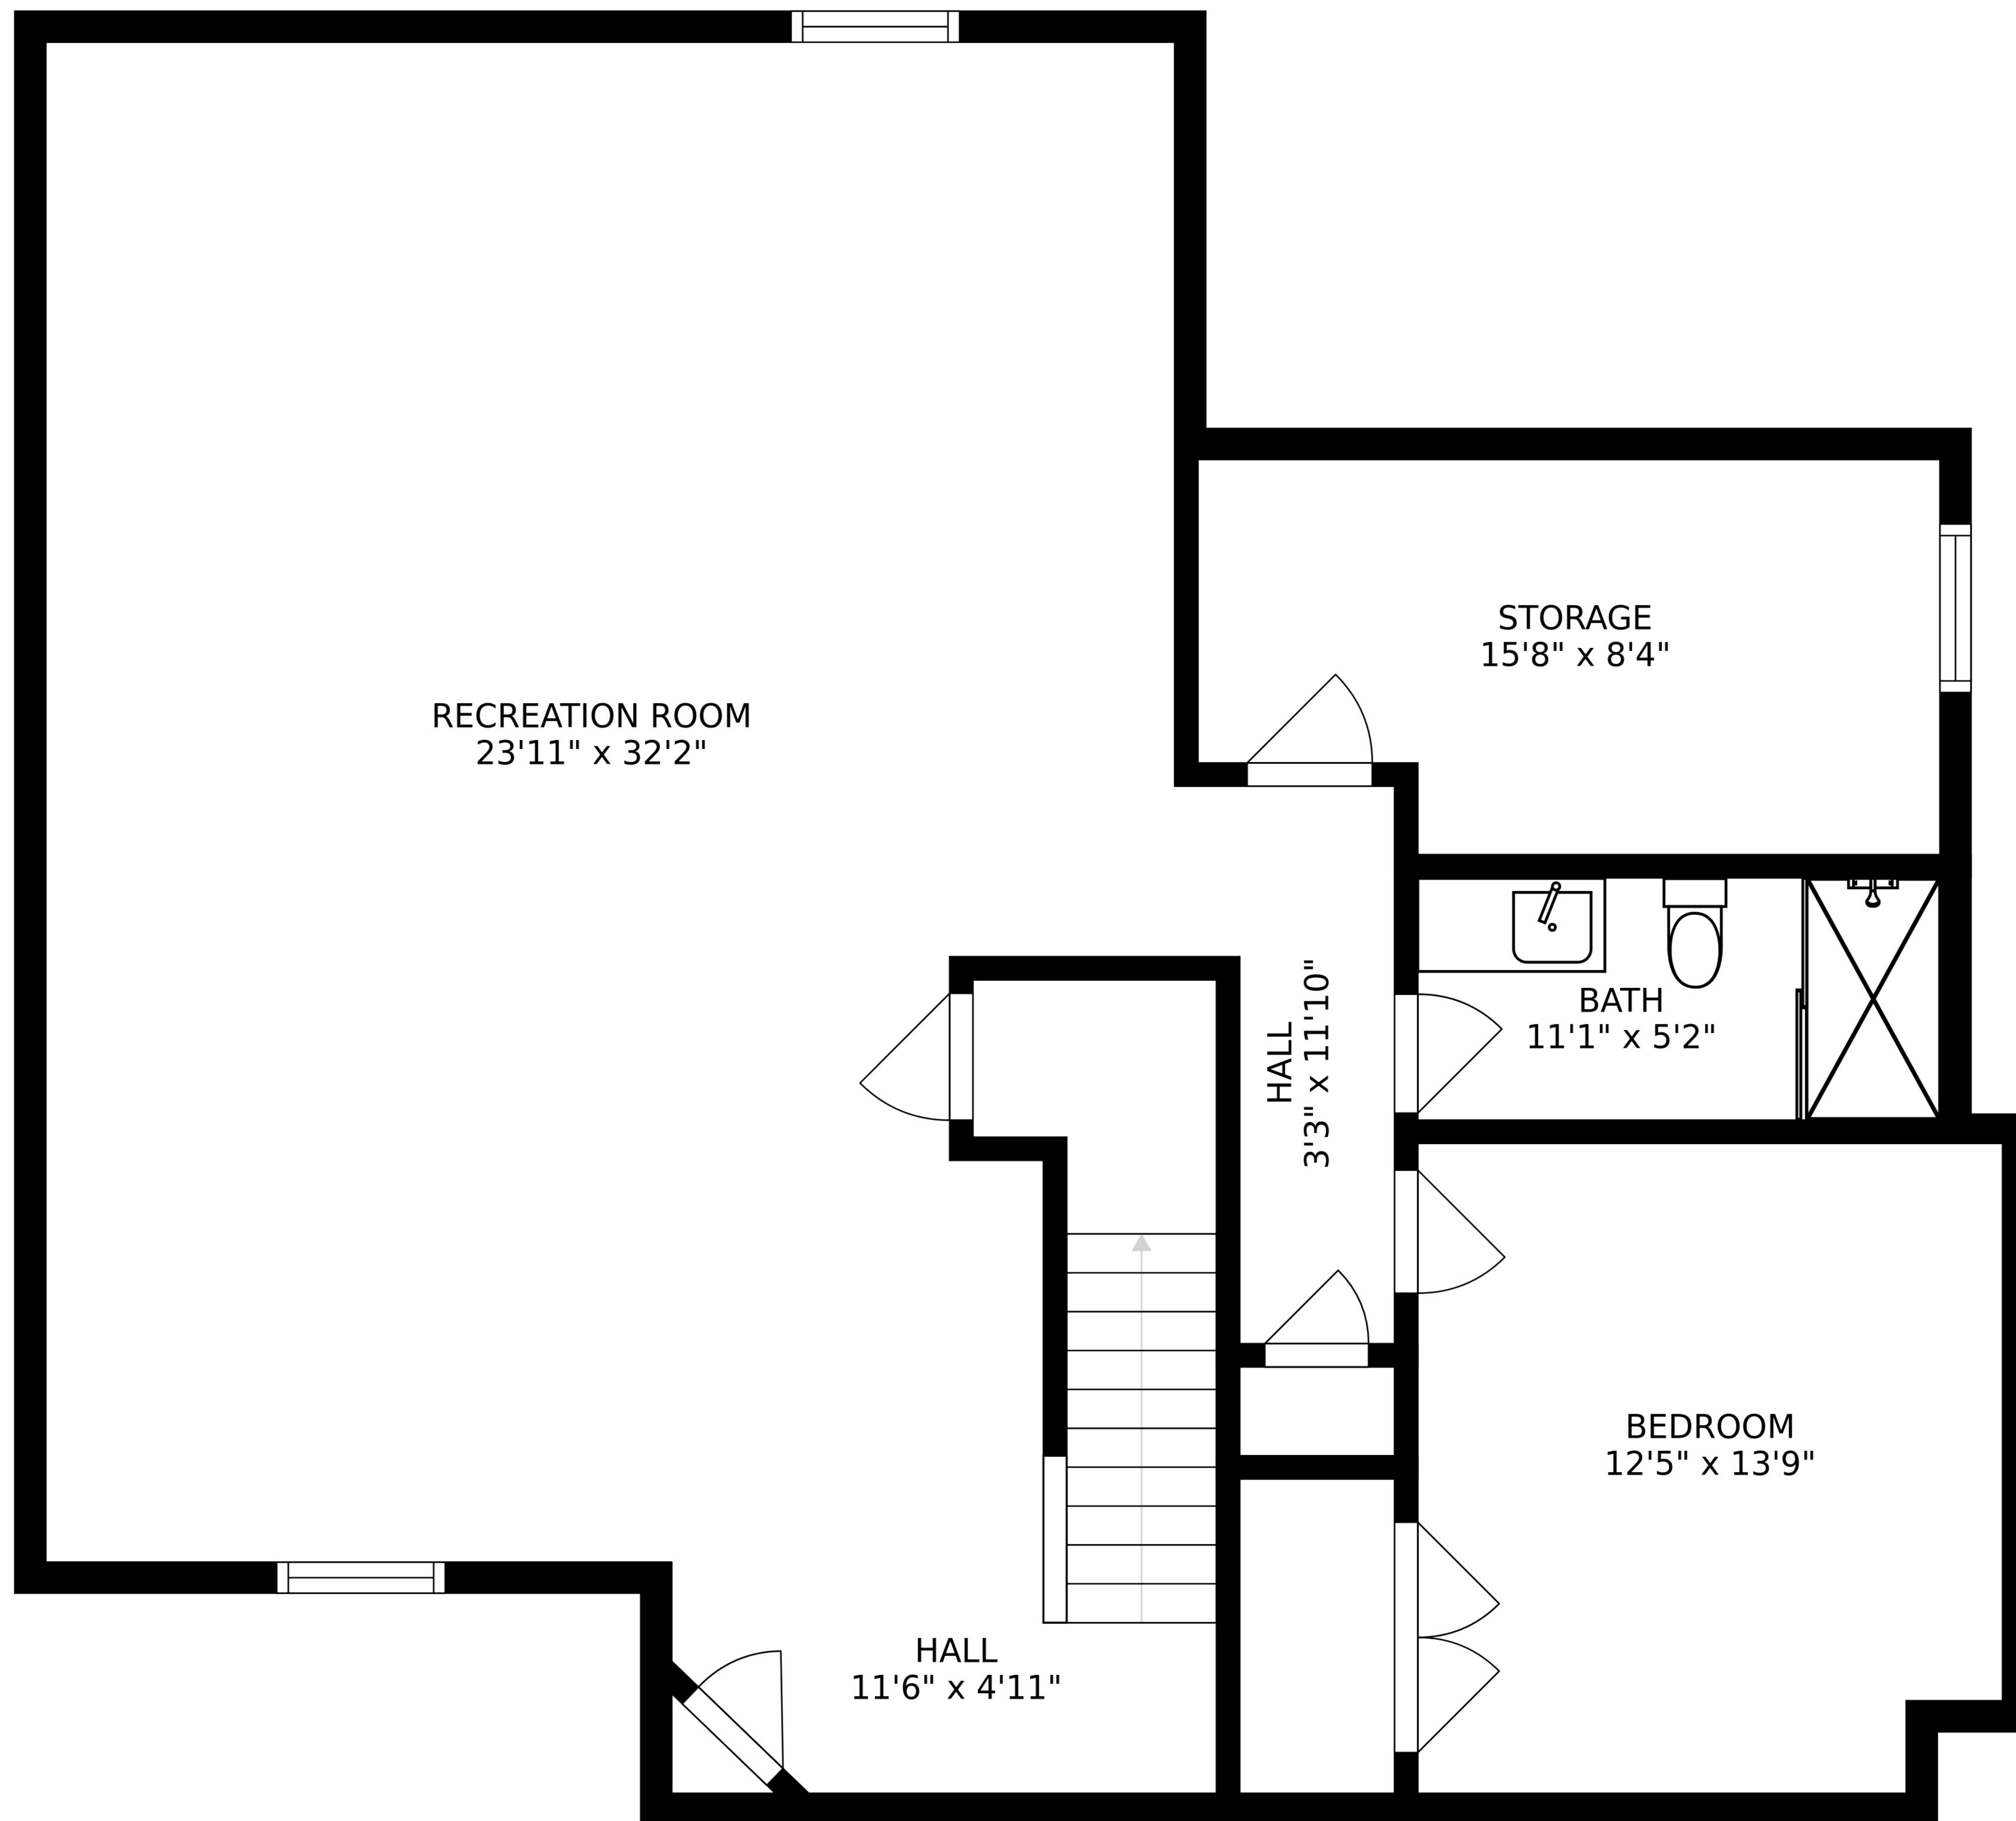 STORAGE
15'8" x 8'4"
RECREATION ROOM
23'11" x 32'2"
BATH
11'1" x 5'2"
HALL
3'3" x 11'10"
BEDROOM
12'5" x 13'9"
HALL
11'6" x 4'11"